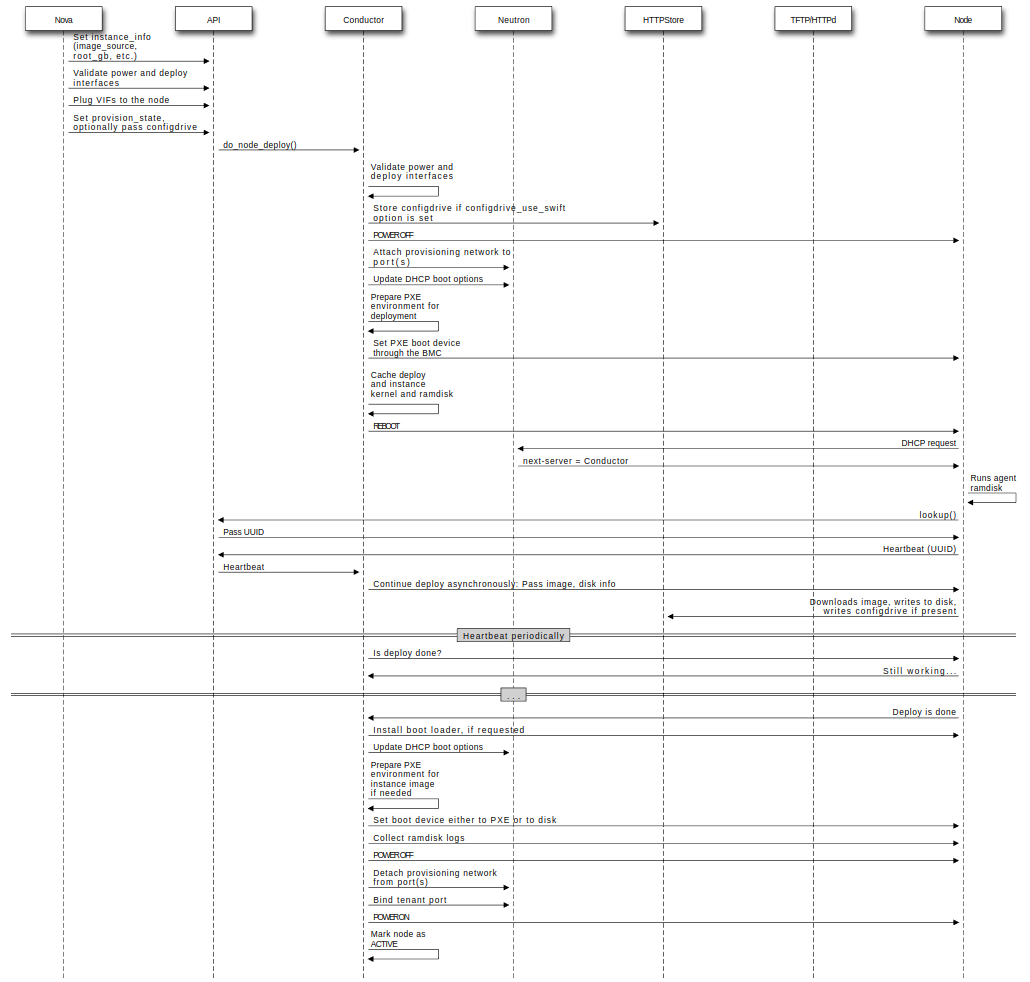 Nova
API
Conductor
Neutron
HTTPStore
TFTP/HTTPd
Node
Set instance_info
(image_source,
root_gb, etc.)
Validate power and deploy
interfaces
Plug VIFs to the node
Set provision_state,
optionally pass configdrive
do_node_deploy()
Validate power and
deploy interfaces
Store configdrive if configdrive_use_swift
option is set
POWER OFF
Attach provisioning network to
port(s)
Update DHCP boot options
Prepare PXE
environment for
deployment
Set PXE boot device
through the BMC
Cache deploy
and instance
kernel and ramdisk
REBOOT
DHCP request
next-server = Conductor
Runs agent
ramdisk
lookup()
Pass UUID
Heartbeat (UUID)
Heartbeat
Continue deploy asynchronously: Pass image, disk info
Downloads image, writes to disk,
writes configdrive if present
Heartbeat periodically
Is deploy done?
Still working...
...
Deploy is done
Install boot loader, if requested
Update DHCP boot options
Prepare PXE
environment for
instance image
if needed
Set boot device either to PXE or to disk
Collect ramdisk logs
POWER OFF
Detach provisioning network
from port(s)
Bind tenant port
POWER ON
Mark node as
ACTIVE